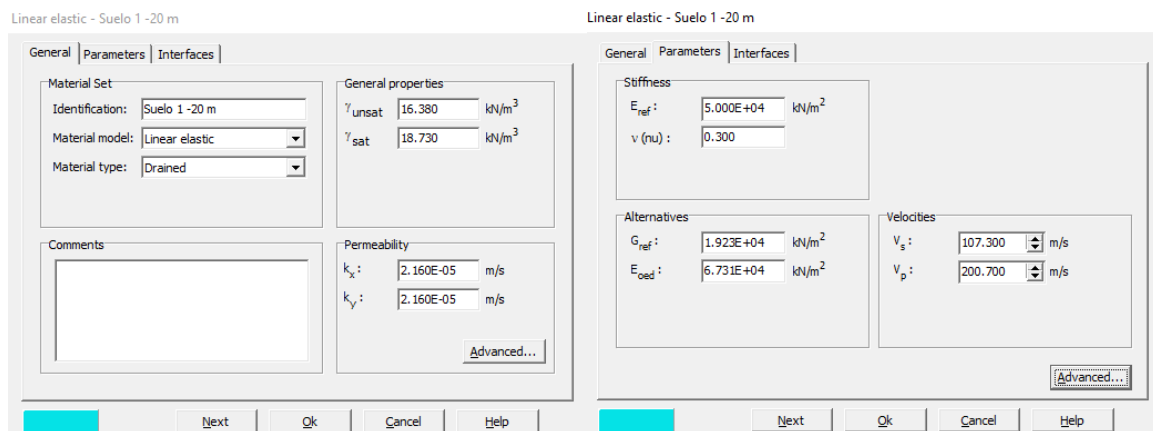 Linear elastic - Suelo 1 -20 m
General Parameters Interfaces
Material Set
Identification: Suelo 1 -20 m
Material model: Linear elastic
Material type: Drained
General properties
γunsat 16.380 kN/m³
γsat 18.730 kN/m³
Comments
Permeability
kx: 2.160E-05 m/s
ky: 2.160E-05 m/s
Advanced...
Next Ok Cancel Help
Linear elastic - Suelo 1 -20 m
General Parameters Interfaces
Stiffness
Eref: 5.000E+04 kN/m²
ν (nu) : 0.300
Alternatives
Gref: 1.923E+04 kN/m²
Eoed: 6.731E+04 kN/m²
Velocities
Vs: 107.300 m/s
Vp: 200.700 m/s
Advanced...
Next Ok Cancel Help